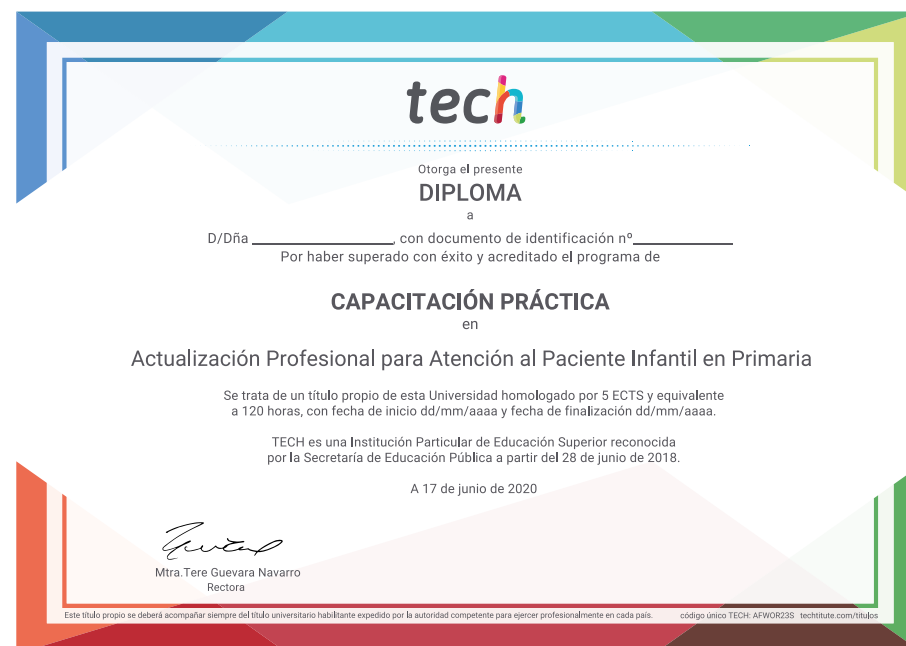 tech
Otorga el presente
DIPLOMA
a
D/Dña ______________, con documento de identificación nº__________
Por haber superado con éxito y acreditado el programa de
CAPACITACIÓN PRÁCTICA
en
Actualización Profesional para Atención al Paciente Infantil en Primaria
Se trata de un título propio de esta Universidad homologado por 5 ECTS y equivalente
a 120 horas, con fecha de inicio dd/mm/aaaa y fecha de finalización dd/mm/aaaa.
TECH es una Institución Particular de Educación Superior reconocida
por la Secretaría de Educación Pública a partir del 28 de junio de 2018.
A 17 de junio de 2020
Mtra.Tere Guevara Navarro
Rectora
Este título propio se deberá acompañar siempre del título universitario habilitante expedido por la autoridad competente para ejercer profesionalmente en cada país. código único TECH: AFWOR23S techtitute.com/titulos